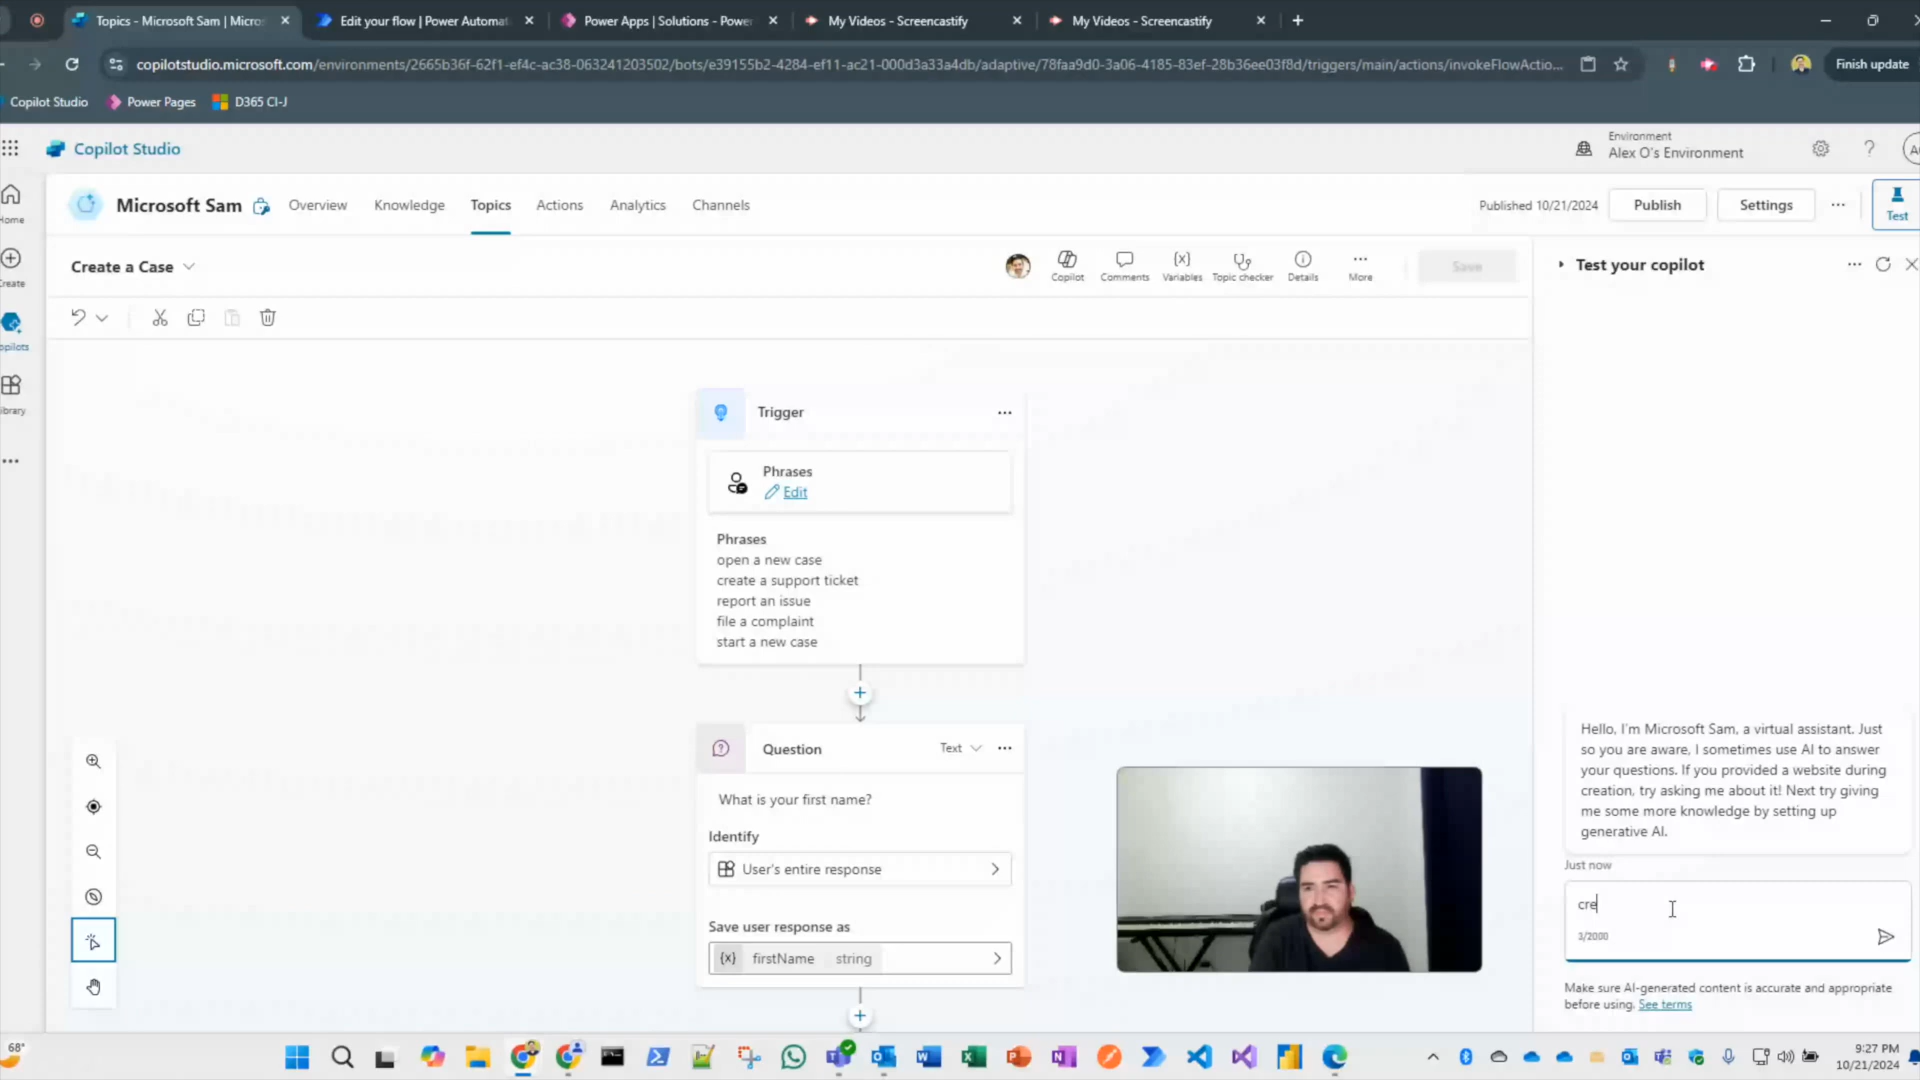 Topics - Microsoft Sam | Micros
Edit your flow | Power Automat
Power Apps | Solutions - Power
My Videos - Screencastify
My Videos - Screencastify
copilotstudio.microsoft.com/environments/2665b36f-62f1-ef4c-ac38-063241203502/bots/e39155b2-4284-ef11-ac21-000d3a33a4db/adaptive/78faa9d0-3a06-4185-83ef-28b36ee03f8d/triggers/main/actions/invokeFlowActio...
Finish update
Copilot Studio
Power Pages
D365 CI-J
Copilot Studio
Environment
Alex O's Environment
Home
Create
opilots
ibrary
Microsoft Sam
Overview
Knowledge
Topics
Actions
Analytics
Channels
Published 10/21/2024
Publish
Settings
Test
Create a Case
Copilot
Comments
Variables
Topic checker
Details
More
Save
Test your copilot
Trigger
Phrases
Edit
Phrases
open a new case
create a support ticket
report an issue
file a complaint
start a new case
Question
Text
What is your first name?
Identify
User's entire response
Save user response as
{x} firstName string
Hello, I'm Microsoft Sam, a virtual assistant. Just
so you are aware, I sometimes use AI to answer
your questions. If you provided a website during
creation, try asking me about it! Next try giving
me some more knowledge by setting up
generative AI.
Just now
cre
3/2000
Make sure AI-generated content is accurate and appropriate
before using. See terms
68°
9:27 PM
10/21/2024